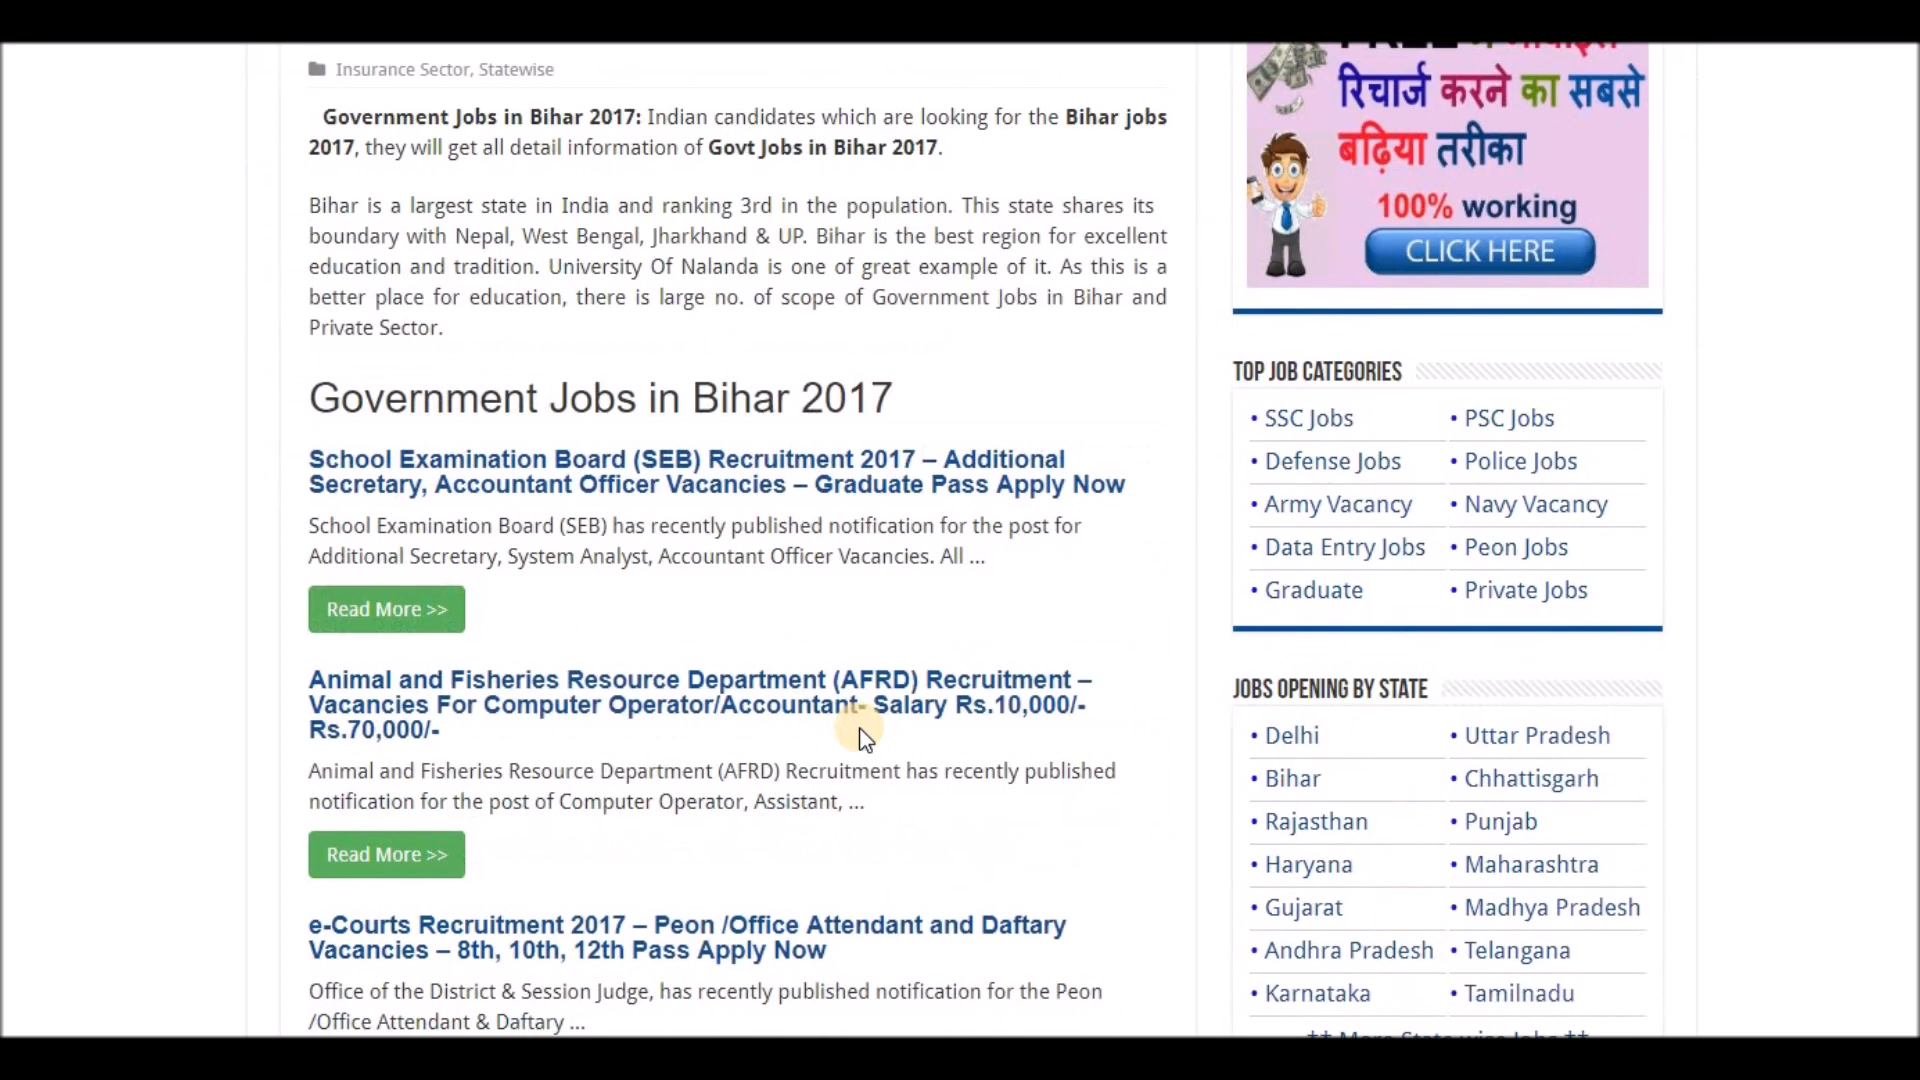 Insurance Sector, Statewise
Government Jobs in Bihar 2017: Indian candidates which are looking for the Bihar jobs
2017, they will get all detail information of Govt Jobs in Bihar 2017.
Bihar is a largest state in India and ranking 3rd in the population. This state shares its
boundary with Nepal, West Bengal, Jharkhand & UP. Bihar is the best region for excellent
education and tradition. University Of Nalanda is one of great example of it. As this is a
better place for education, there is large no. of scope of Government Jobs in Bihar and
Private Sector.
Government Jobs in Bihar 2017
School Examination Board (SEB) Recruitment 2017 – Additional
Secretary, Accountant Officer Vacancies – Graduate Pass Apply Now
School Examination Board (SEB) has recently published notification for the post for
Additional Secretary, System Analyst, Accountant Officer Vacancies. All ...
Read More >>
Animal and Fisheries Resource Department (AFRD) Recruitment –
Vacancies For Computer Operator/Accountant- Salary Rs.10,000/-
Rs.70,000/-
Animal and Fisheries Resource Department (AFRD) Recruitment has recently published
notification for the post of Computer Operator, Assistant, ...
Read More >>
e-Courts Recruitment 2017 – Peon /Office Attendant and Daftary
Vacancies – 8th, 10th, 12th Pass Apply Now
Office of the District & Session Judge, has recently published notification for the Peon
/Office Attendant & Daftary ...
रिचार्ज करने का सबसे
बढ़िया तरीका
100% working
CLICK HERE
TOP JOB CATEGORIES
• SSC Jobs • PSC Jobs
• Defense Jobs • Police Jobs
• Army Vacancy • Navy Vacancy
• Data Entry Jobs • Peon Jobs
• Graduate • Private Jobs
JOBS OPENING BY STATE
• Delhi • Uttar Pradesh
• Bihar • Chhattisgarh
• Rajasthan • Punjab
• Haryana • Maharashtra
• Gujarat • Madhya Pradesh
• Andhra Pradesh • Telangana
• Karnataka • Tamilnadu
** More State wise Jobs **